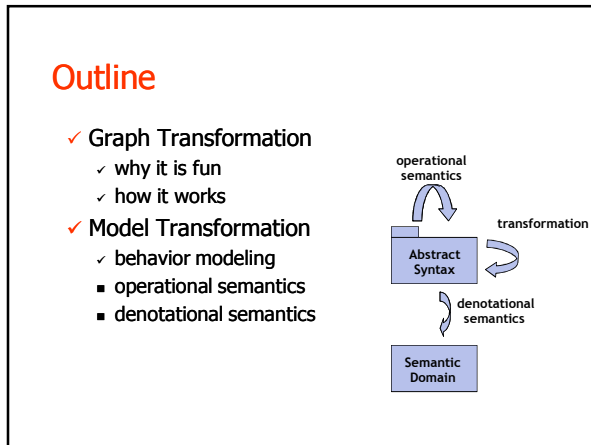 Outline
✓ Graph Transformation
✓ why it is fun
✓ how it works
✓ Model Transformation
✓ behavior modeling
■ operational semantics
■ denotational semantics
operational
semantics
transformation
Abstract
Syntax
denotational
semantics
Semantic
Domain